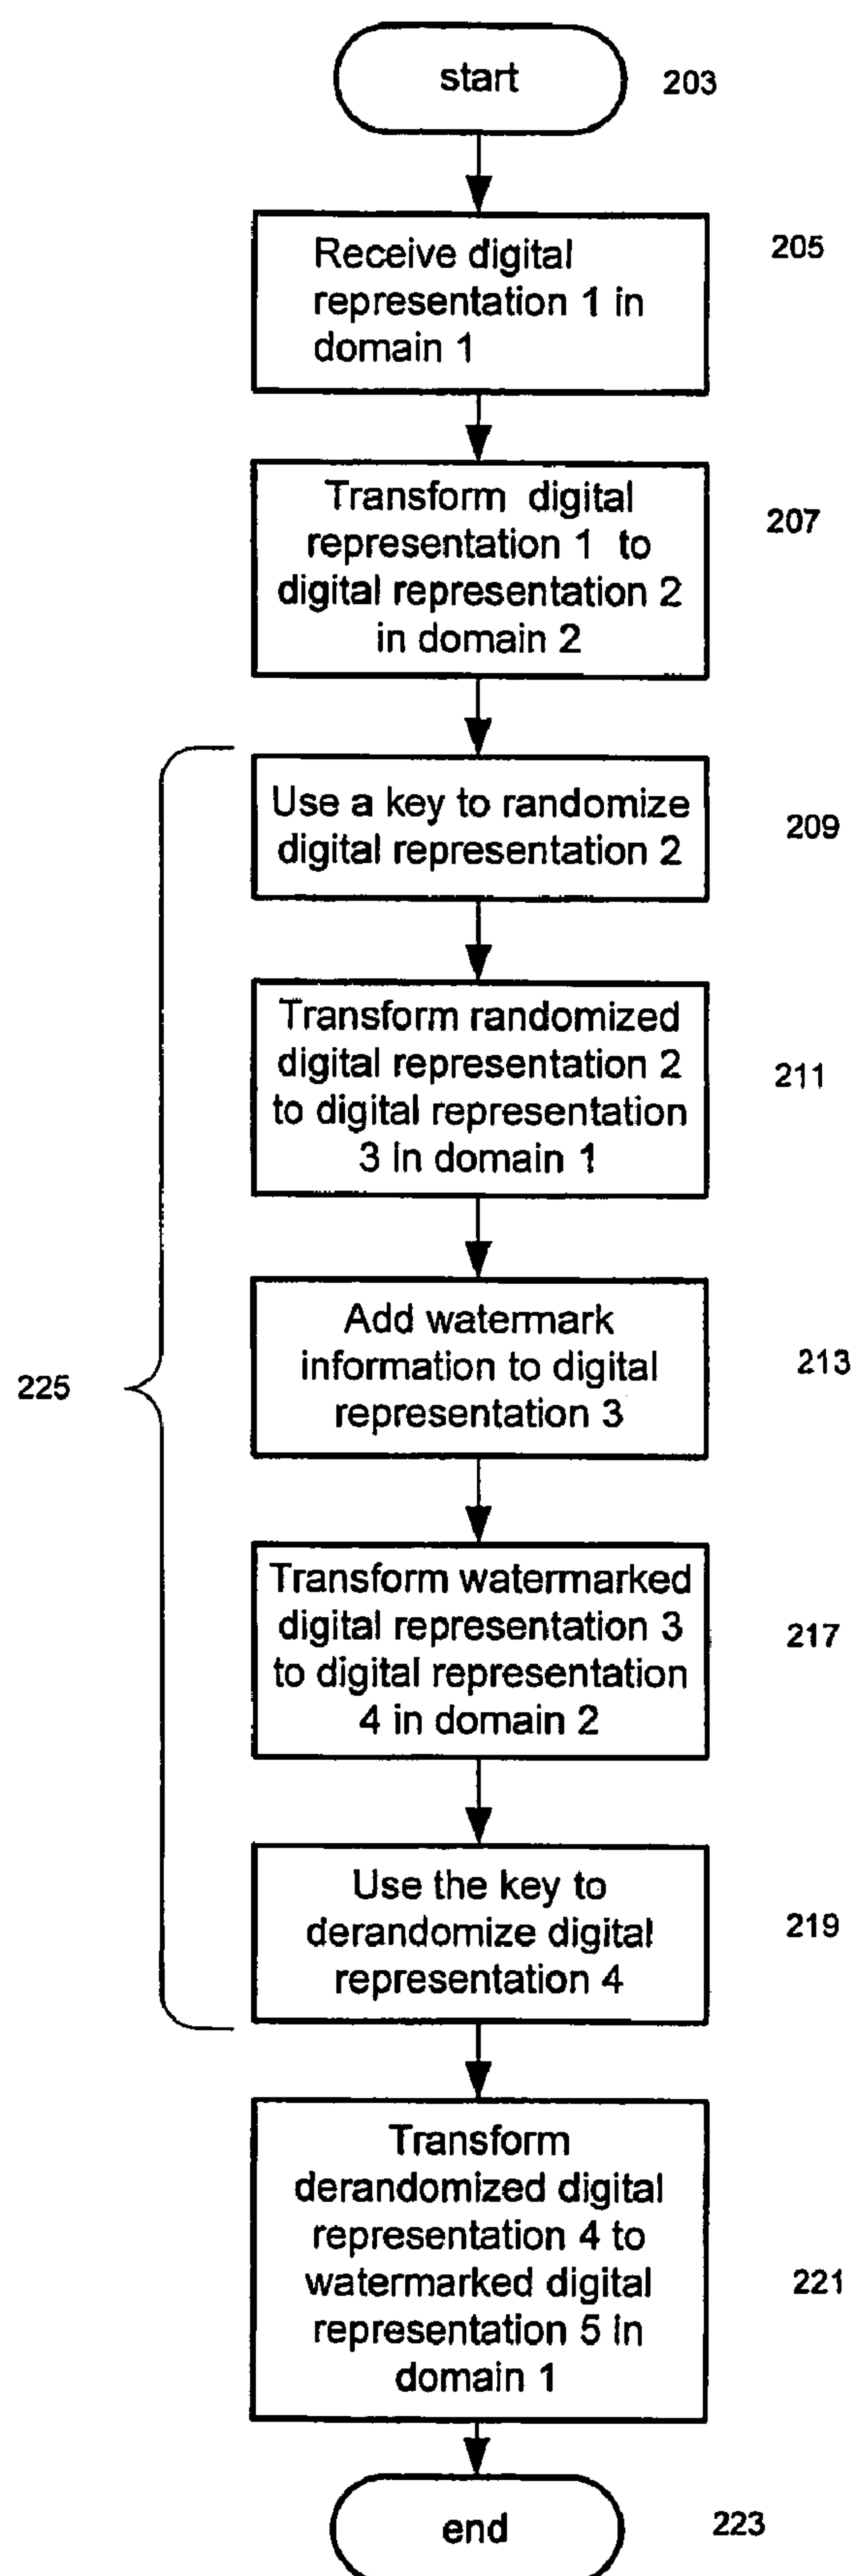 start
203
Receive digital
representation 1 in
domain 1
205
Transform digital
representation 1 to
digital representation 2
in domain 2
207
Use a key to randomize
digital representation 2
209
Transform randomized
digital representation 2
to digital representation
3 in domain 1
211
Add watermark
information to digital
representation 3
213
225
Transform watermarked
digital representation 3
to digital representation
4 in domain 2
217
Use the key to
derandomize digital
representation 4
219
Transform
derandomized digital
representation 4 to
watermarked digital
representation 5 in
domain 1
221
end
223